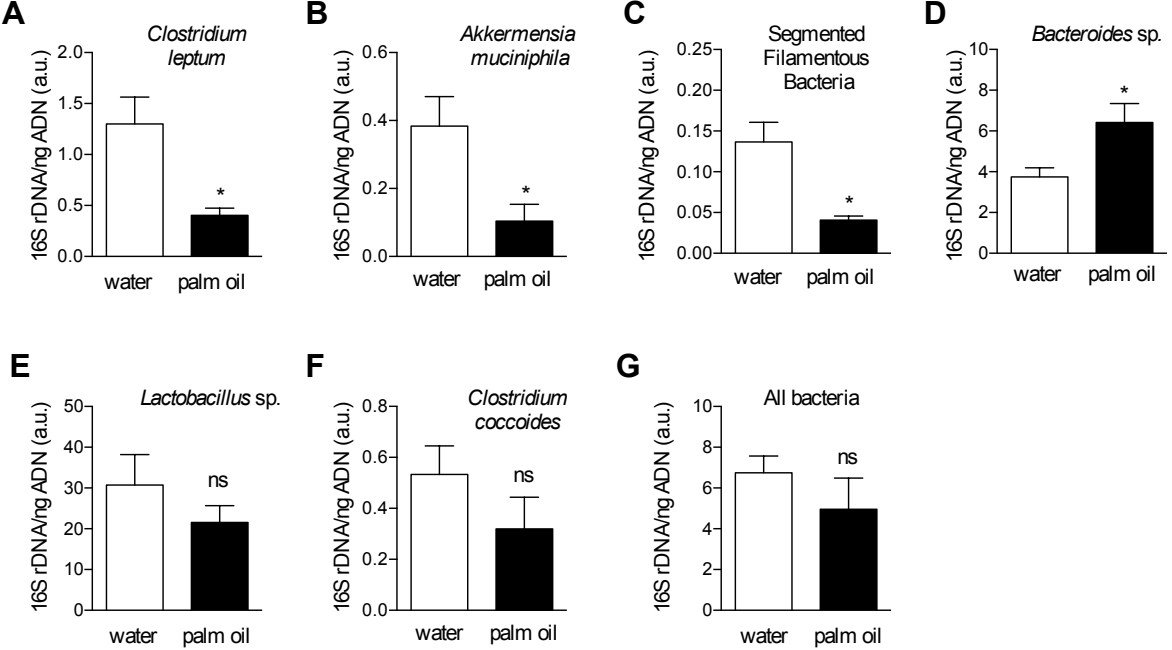 A
Clostridium
leptum
16S rDNA/ng ADN (a.u.)
2.0
1.5
1.0
0.5
0.0
*
water palm oil
B
Akkermensia
muciniphila
16S rDNA/ng ADN (a.u.)
0.6
0.4
0.2
0.0
*
water palm oil
C
Segmented
Filamentous
Bacteria
16S rDNA/ng ADN (a.u.)
0.25
0.20
0.15
0.10
0.05
0.00
*
water palm oil
D
Bacteroides sp.
16S rDNA/ng ADN (a.u.)
10
8
6
4
2
0
*
water palm oil
E
Lactobacillus sp.
16S rDNA/ng ADN (a.u.)
50
40
30
20
10
0
ns
water palm oil
F
Clostridium
coccoides
16S rDNA/ng ADN (a.u.)
0.8
0.6
0.4
0.2
0.0
ns
water palm oil
G
All bacteria
16S rDNA/ng ADN (a.u.)
10
8
6
4
2
0
ns
water palm oil